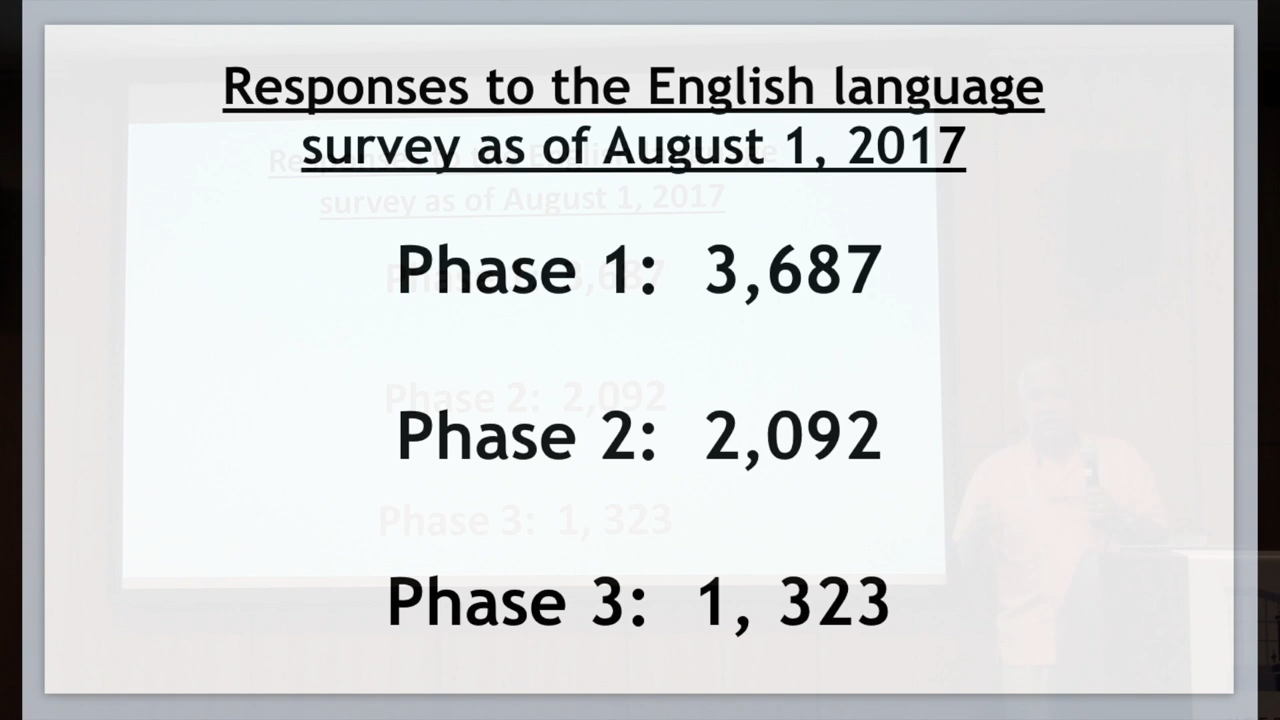 Responses to the English language
survey as of August 1, 2017
Phase 1: 3,687
Phase 2: 2,092
Phase 3: 1, 323